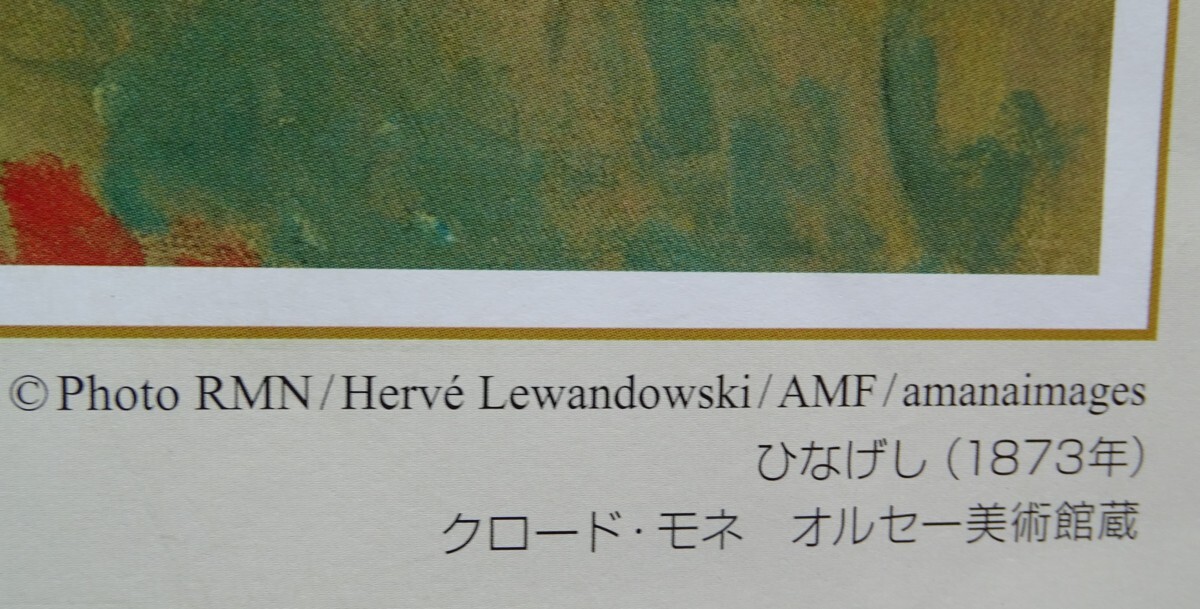 ©Photo RMN/Hervé Lewandowski/AMF/amanaimages
ひなげし（1873年）
クロード・モネ　オルセー美術館蔵